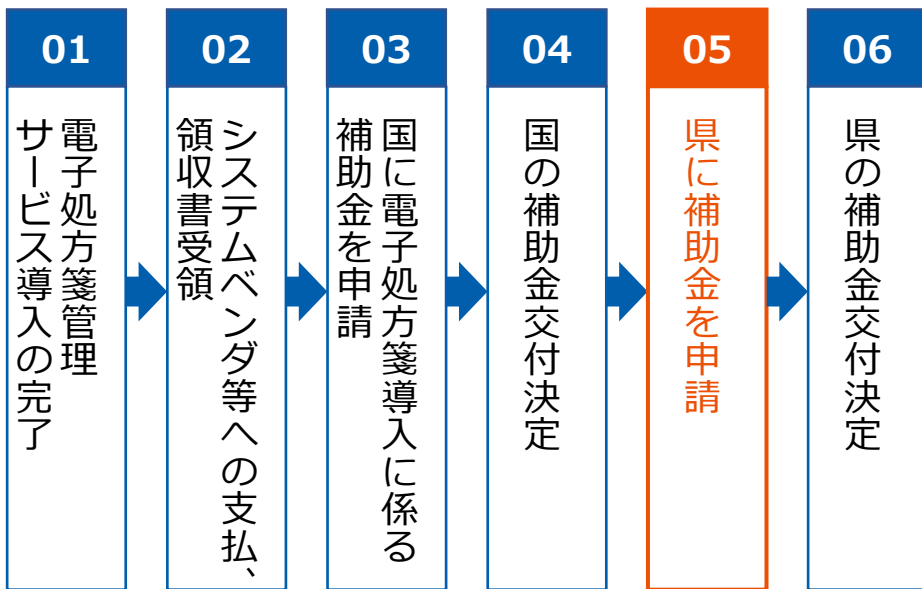 01
電子処方箋管理
サービス導入の完了
02
システムベンダ等への支払、
領収書受領
03
国に電子処方箋導入に係る
補助金を申請
04
国の補助金交付決定
05
県に補助金を申請
06
県の補助金交付決定